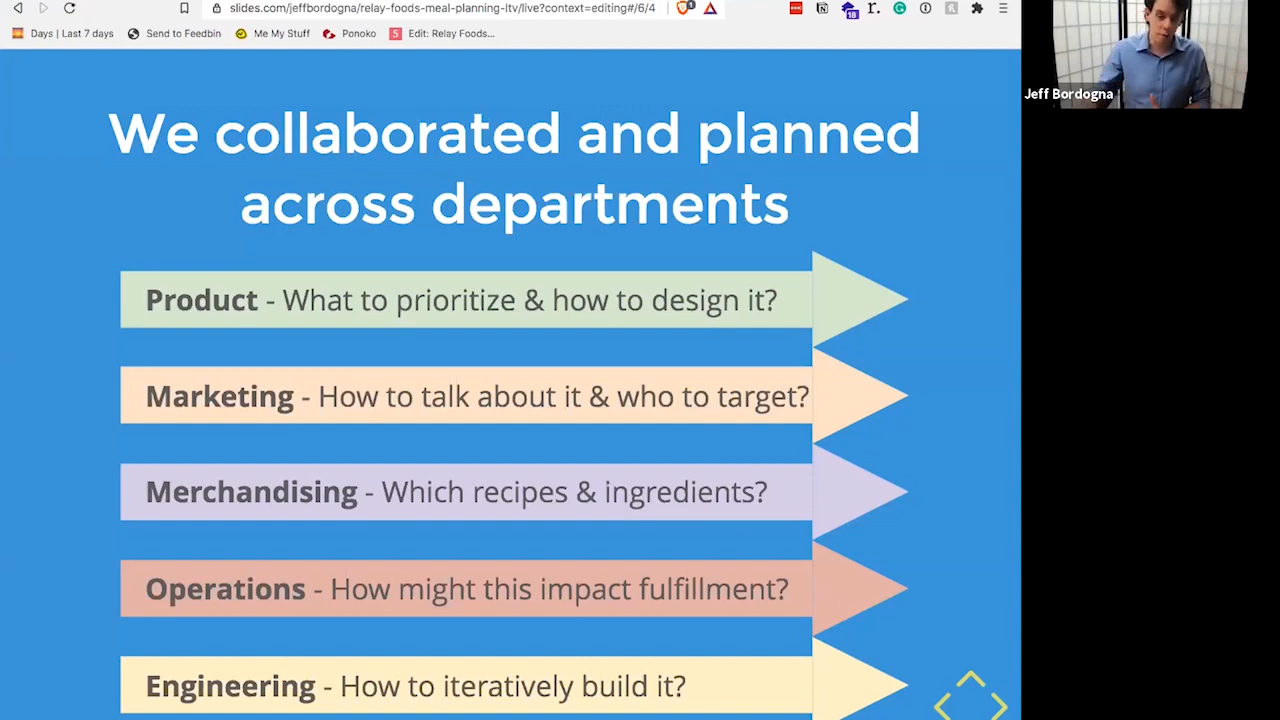 slides.com/jeffbordogna/relay-foods-meal-planning-ltv/live?context=editing#/6/4
1
18
r.
Days | Last 7 days
Send to Feedbin
Me My Stuff
Ponoko
S Edit: Relay Foods...
Jeff Bordogna
We collaborated and planned
across departments
Product - What to prioritize & how to design it?
Marketing - How to talk about it & who to target?
Merchandising - Which recipes & ingredients?
Operations - How might this impact fulfillment?
Engineering - How to iteratively build it?